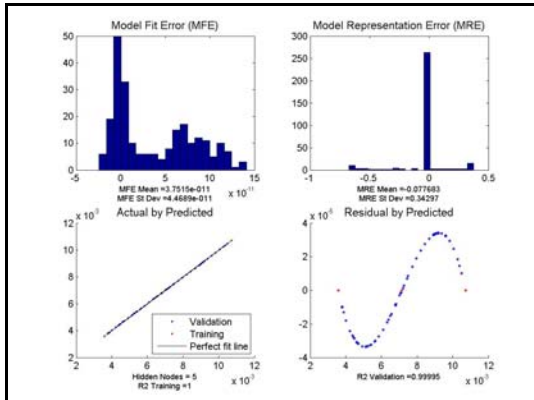 Model Fit Error (MFE)
50
40
30
20
10
0
-5 0 5 10 15
x 10⁻¹¹
MFE Mean =3.7515e-011
MFE St Dev =4.4689e-011
Model Representation Error (MRE)
300
250
200
150
100
50
0
-1 -0.5 0 0.5
MRE Mean =-0.077683
MRE St Dev =0.34297
Actual by Predicted
x 10⁻³
12
10
8
6
4
2
Validation
Training
Perfect fit line
2 4 6 8 10 12
x 10⁻³
Hidden Nodes = 5
R2 Training =1
Residual by Predicted
4
2
0
-2
-4
2 4 6 8 10 12
x 10⁻³
R2 Validation =0.99995